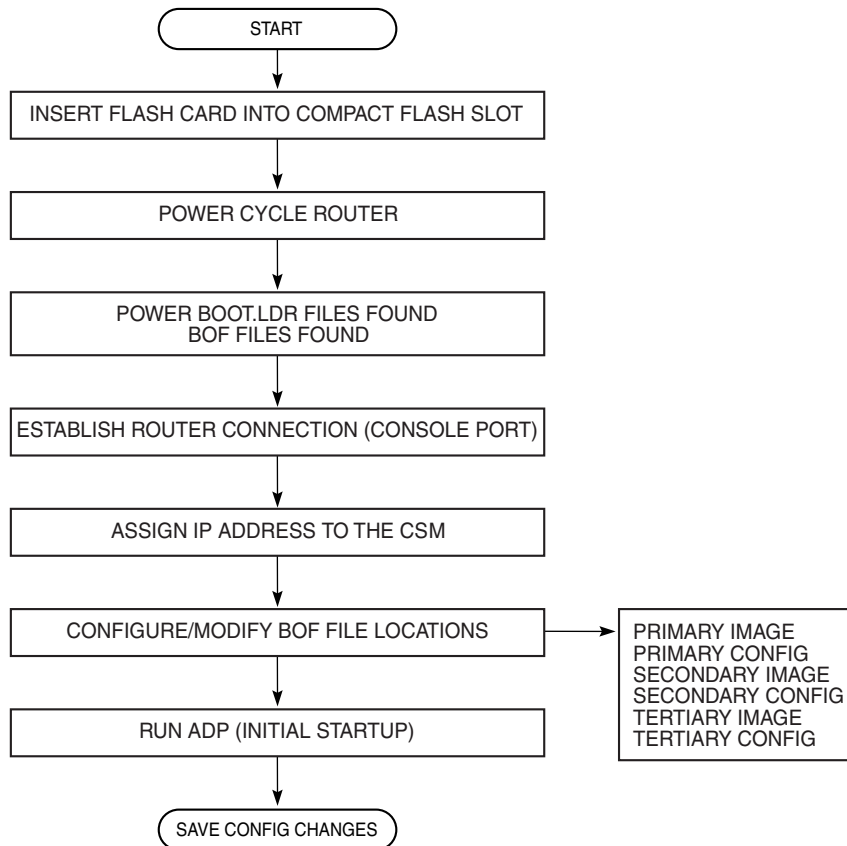 START
INSERT FLASH CARD INTO COMPACT FLASH SLOT
POWER CYCLE ROUTER
POWER BOOT.LDR FILES FOUND
BOF FILES FOUND
ESTABLISH ROUTER CONNECTION (CONSOLE PORT)
ASSIGN IP ADDRESS TO THE CSM
CONFIGURE/MODIFY BOF FILE LOCATIONS
PRIMARY IMAGE
PRIMARY CONFIG
SECONDARY IMAGE
SECONDARY CONFIG
TERTIARY IMAGE
TERTIARY CONFIG
RUN ADP (INITIAL STARTUP)
SAVE CONFIG CHANGES